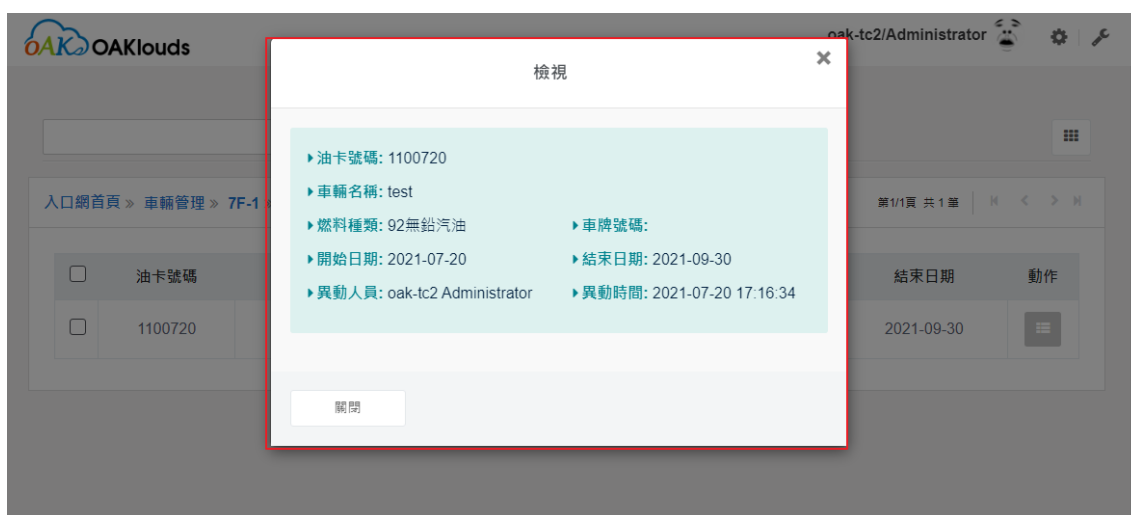 OAK OAKlouds
oak-tc2/Administrator
檢視
油卡號碼: 1100720
車輛名稱: test
燃料種類: 92無鉛汽油 車牌號碼:
開始日期: 2021-07-20 結束日期: 2021-09-30
異動人員: oak-tc2 Administrator 異動時間: 2021-07-20 17:16:34
關閉
入口網首頁 » 車輛管理 » 7F-1
第1/1頁 共 1 筆
油卡號碼 結束日期 動作
1100720 2021-09-30